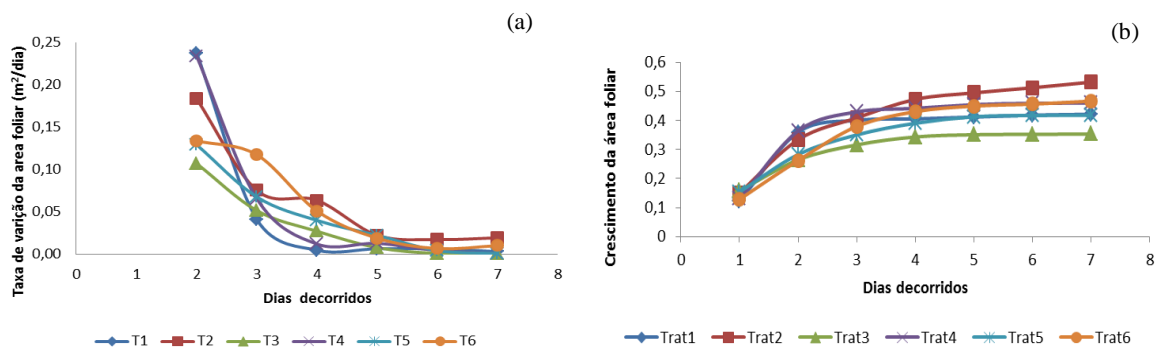 (a)
Taxa de varição da area foliar (m²/dia)
0,25
0,20
0,15
0,10
0,05
0,00
0 1 2 3 4 5 6 7 8
Dias decorridos
T1 T2 T3 T4 T5 T6
(b)
Crescimento da área foliar
0,6
0,5
0,4
0,3
0,2
0,1
0
0 1 2 3 4 5 6 7 8
Dias decorridos
Trat1 Trat2 Trat3 Trat4 Trat5 Trat6